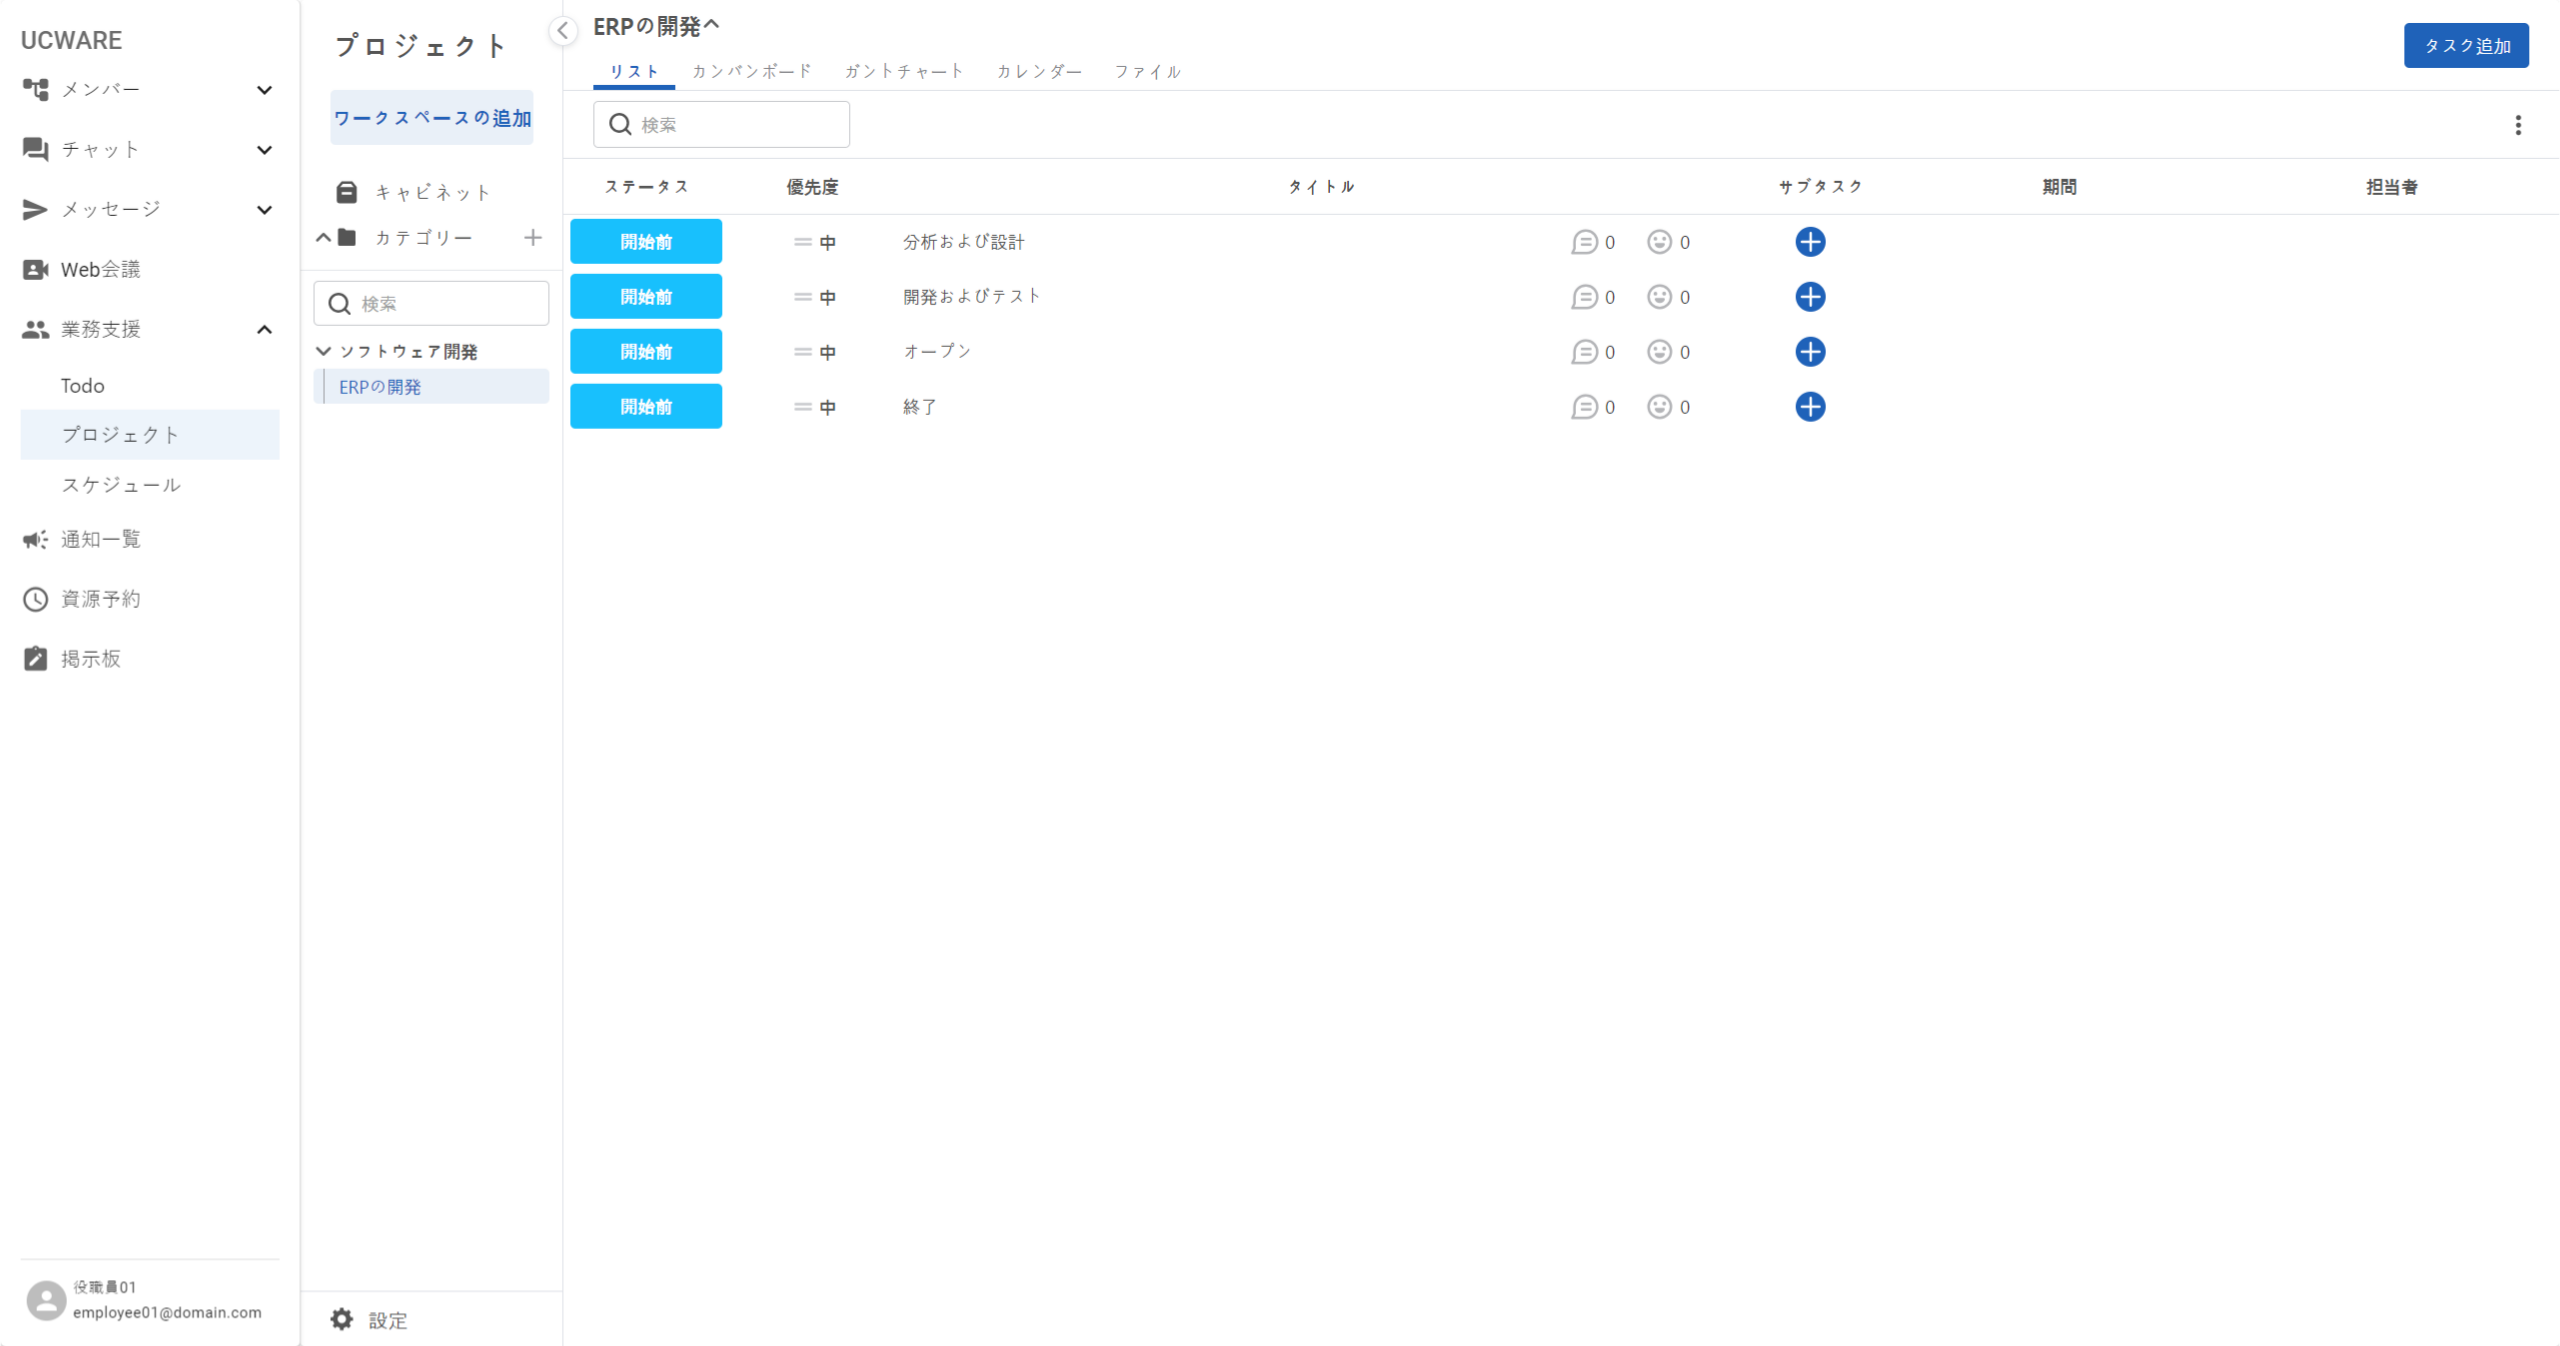 UCWARE
メンバー
チャット
メッセージ
Web会議
業務支援
Todo
プロジェクト
スケジュール
通知一覧
資源予約
掲示板
役職員01
employee01@domain.com
プロジェクト
ワークスペースの追加
キャビネット
カテゴリー
検索
ソフトウェア開発
ERPの開発
設定
ERPの開発
タスク追加
リスト カンバンボード ガントチャート カレンダー ファイル
検索
ステータス 優先度 タイトル サブタスク 期間 担当者
開始前 中 分析および設計 0 0
開始前 中 開発およびテスト 0 0
開始前 中 オープン 0 0
開始前 中 終了 0 0